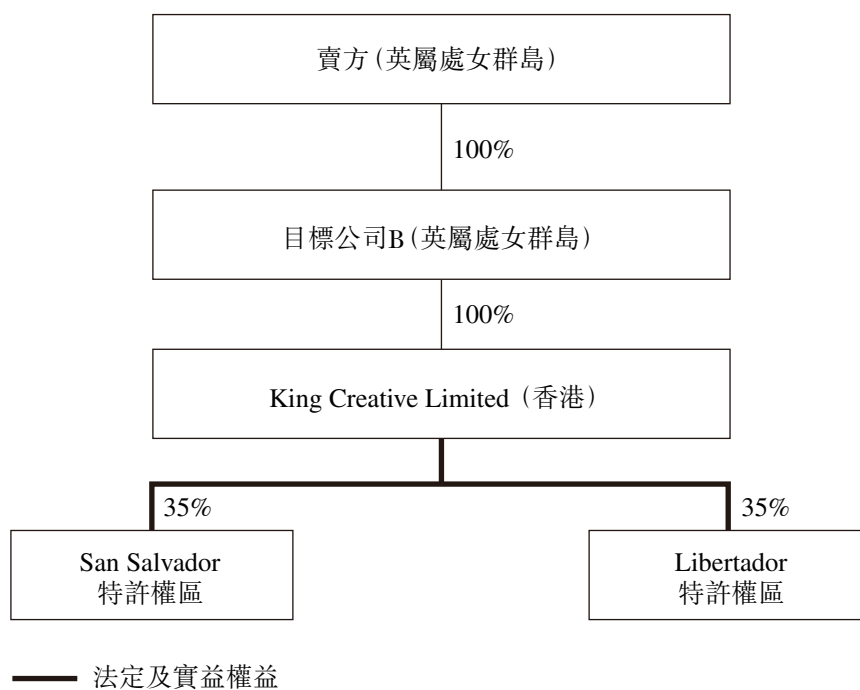 賣方(英屬處女群島)
100%
目標公司B(英屬處女群島)
100%
King Creative Limited(香港)
35%
35%
San Salvador
特許權區
Libertador
特許權區
法定及實益權益